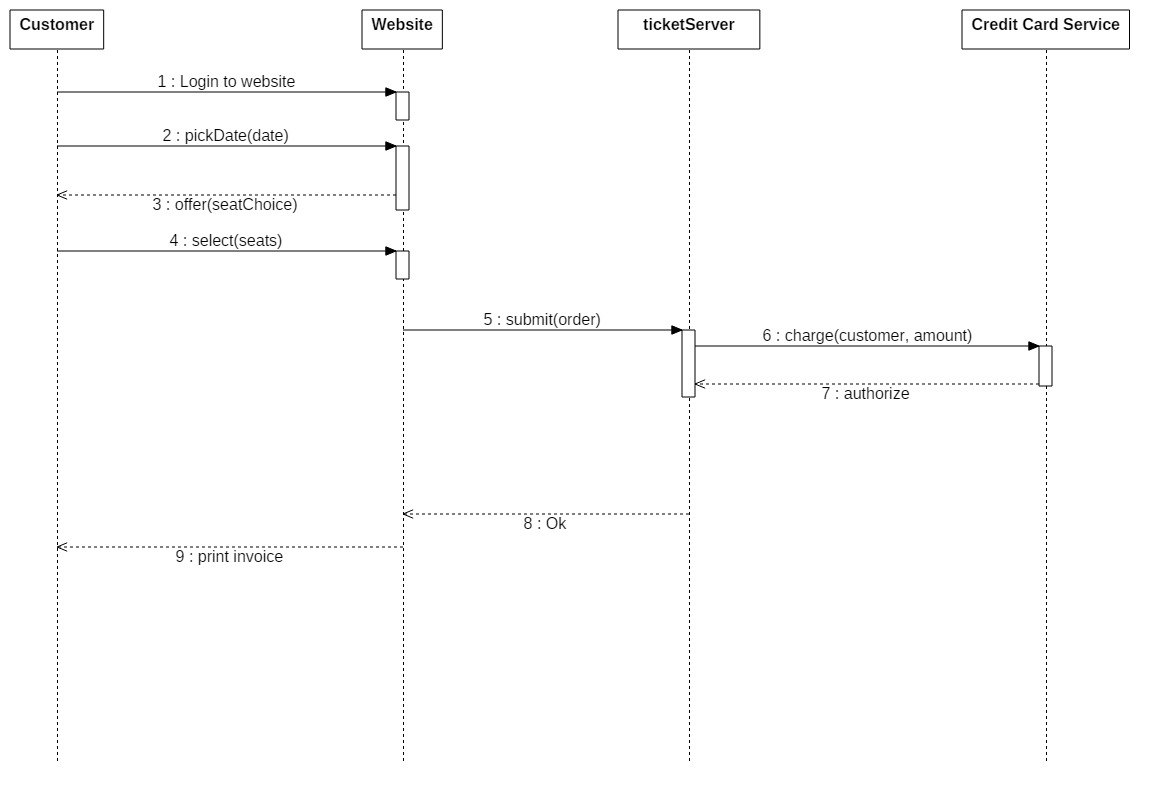 Customer
Website
ticketServer
Credit Card Service
1 : Login to website
2 : pickDate(date)
3 : offer(seatChoice)
4 : select(seats)
5 : submit(order)
6 : charge(customer, amount)
7 : authorize
8 : Ok
9 : print invoice